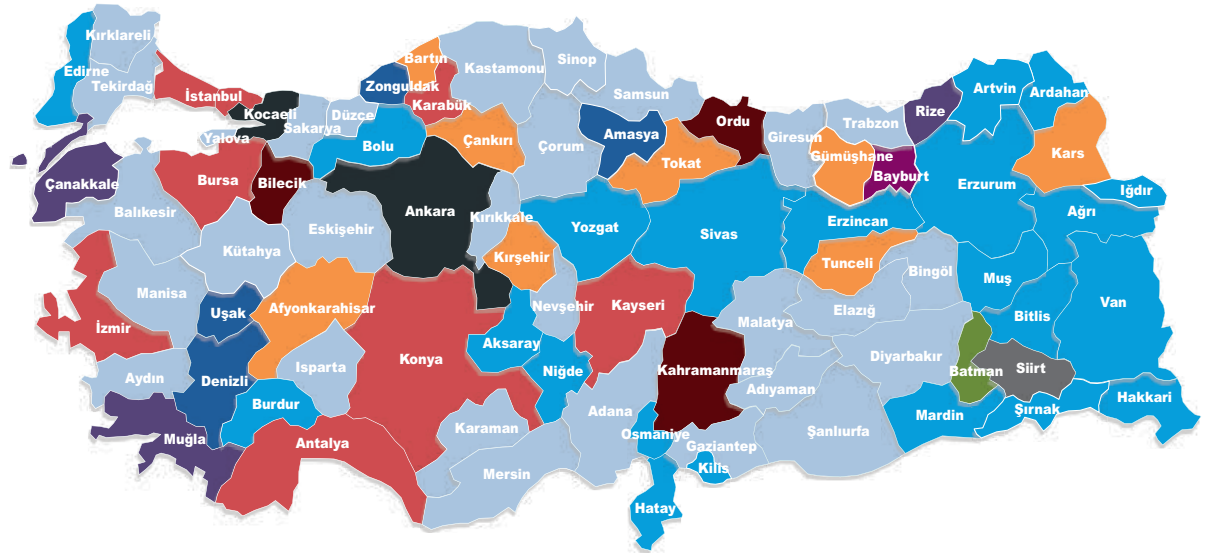 Kırklareli
Edirne
Tekirdağ
İstanbul
Kocaeli
Yalova
Sakarya
Düzce
Zonguldak
Bartın
Karabük
Kastamonu
Sinop
Samsun
Bolu
Çankırı
Çorum
Amasya
Tokat
Ordu
Giresun
Trabzon
Gümüşhane
Bayburt
Rize
Artvin
Ardahan
Kars
Iğdır
Erzurum
Erzincan
Ağrı
Çanakkale
Balıkesir
Bursa
Bilecik
Eskişehir
Kütahya
Ankara
Kırıkkale
Yozgat
Sivas
Kırşehir
Nevşehir
Kayseri
Tunceli
Bingöl
Muş
Elazığ
Malatya
Bitlis
Van
Manisa
İzmir
Uşak
Afyonkarahisar
Konya
Aksaray
Niğde
Isparta
Aydın
Denizli
Burdur
Muğla
Antalya
Karaman
Mersin
Adana
Kahramanmaraş
Osmaniye
Hatay
Gaziantep
Kilis
Adıyaman
Şanlıurfa
Diyarbakır
Batman
Siirt
Mardin
Şırnak
Hakkari